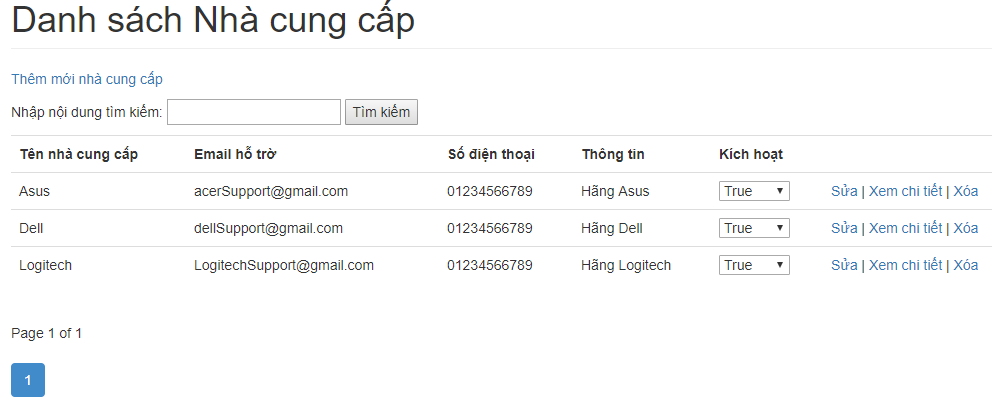 Danh sách Nhà cung cấp
Thêm mới nhà cung cấp
Nhập nội dung tìm kiếm: Tìm kiếm
Tên nhà cung cấp Email hỗ trờ Số điện thoại Thông tin Kích hoạt
Asus acerSupport@gmail.com 01234566789 Hãng Asus True Sửa | Xem chi tiết | Xóa
Dell dellSupport@gmail.com 01234566789 Hãng Dell True Sửa | Xem chi tiết | Xóa
Logitech LogitechSupport@gmail.com 01234566789 Hãng Logitech True Sửa | Xem chi tiết | Xóa
Page 1 of 1
1